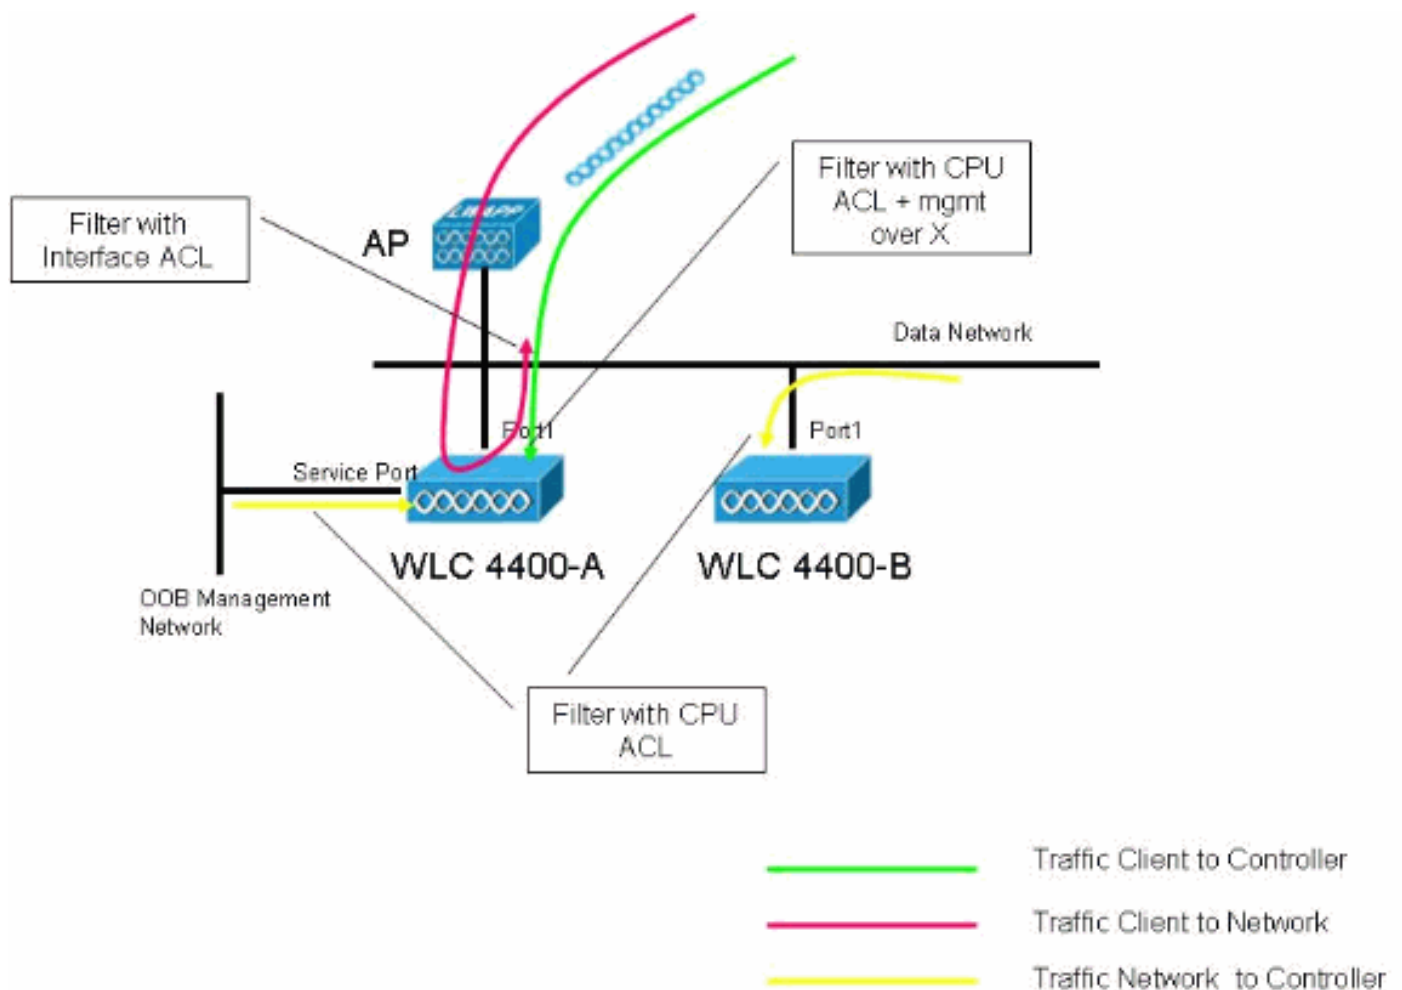 Filter with CPU
ACL + mgmt
over X
Filter with
Interface ACL
LWAPP
AP
Data Network
Port1
Port1
Service Port
WLC 4400-A
WLC 4400-B
OOB Management
Network
Filter with CPU
ACL
Traffic Client to Controller
Traffic Client to Network
Traffic Network to Controller